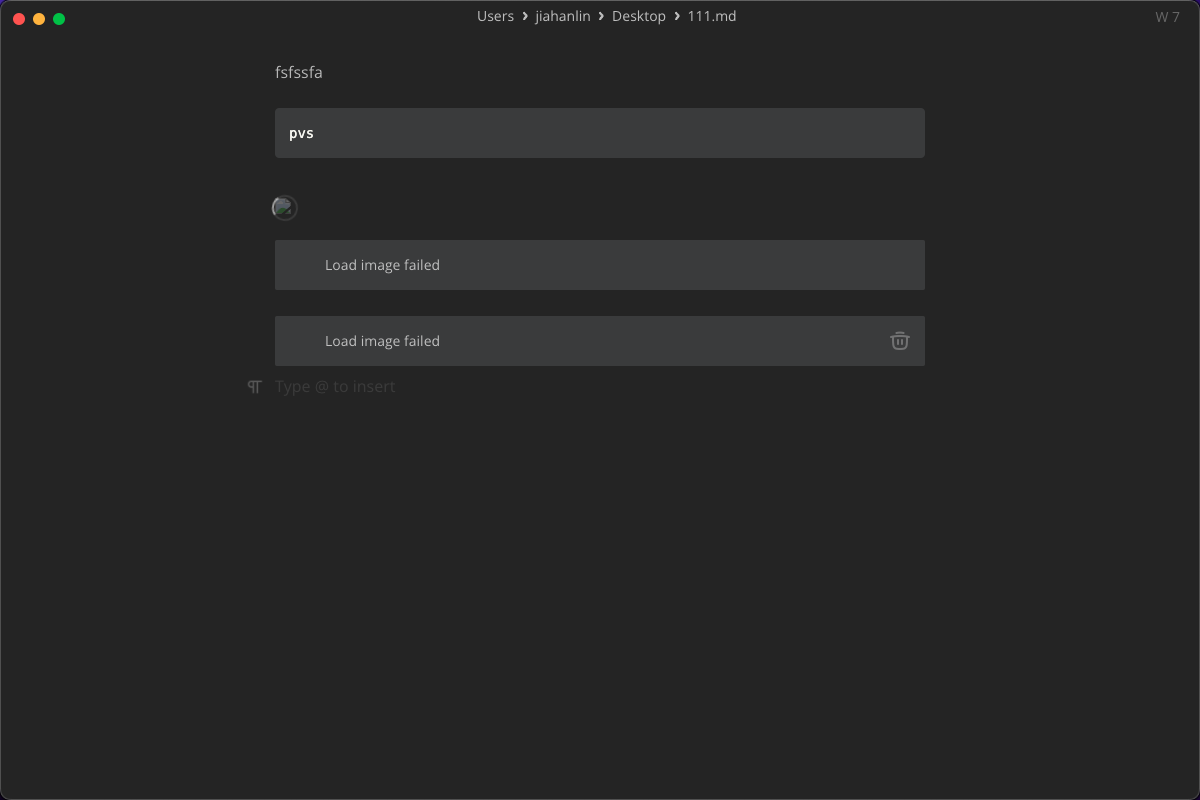 Users › jiahanlin › Desktop › 111.md
W 7
fsfssfa
pvs
Load image failed
Load image failed
Type @ to insert